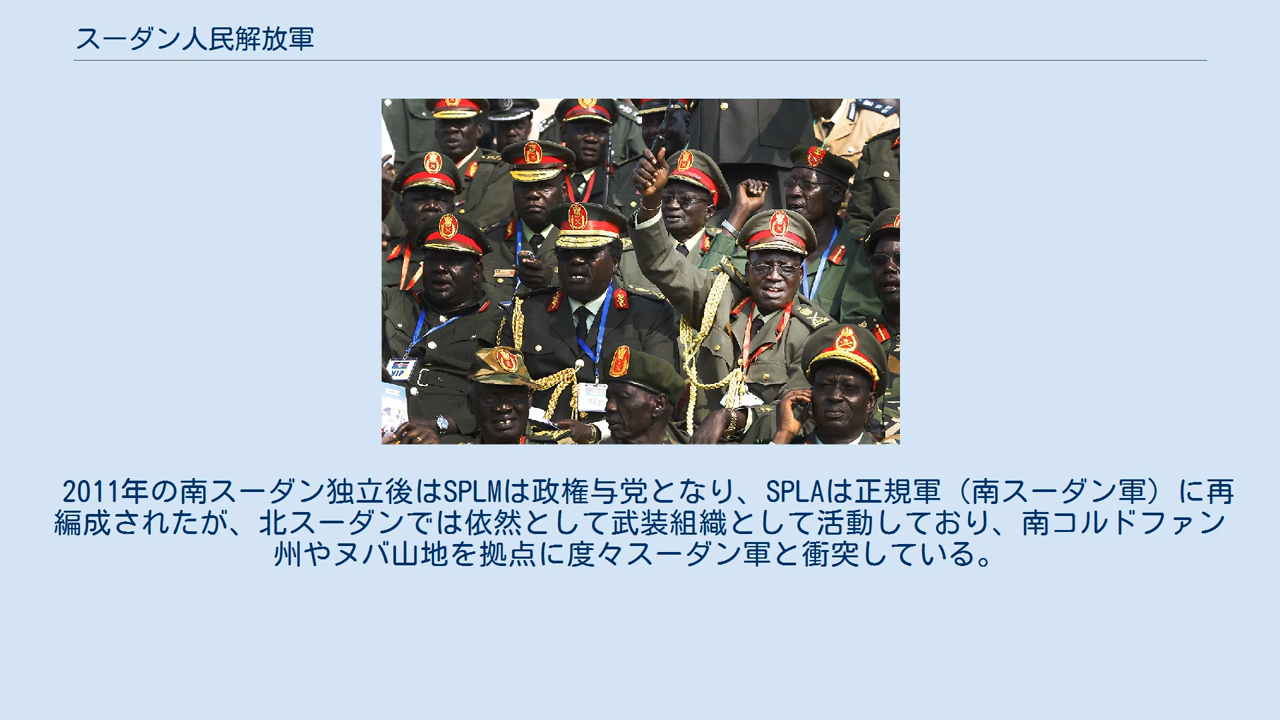 スーダン人民解放軍
VIP
2011年の南スーダン独立後はSPLMは政権与党となり、SPLAは正規軍（南スーダン軍）に再
編成されたが、北スーダンでは依然として武装組織として活動しており、南コルドファン
州やヌバ山地を拠点に度々スーダン軍と衝突している。